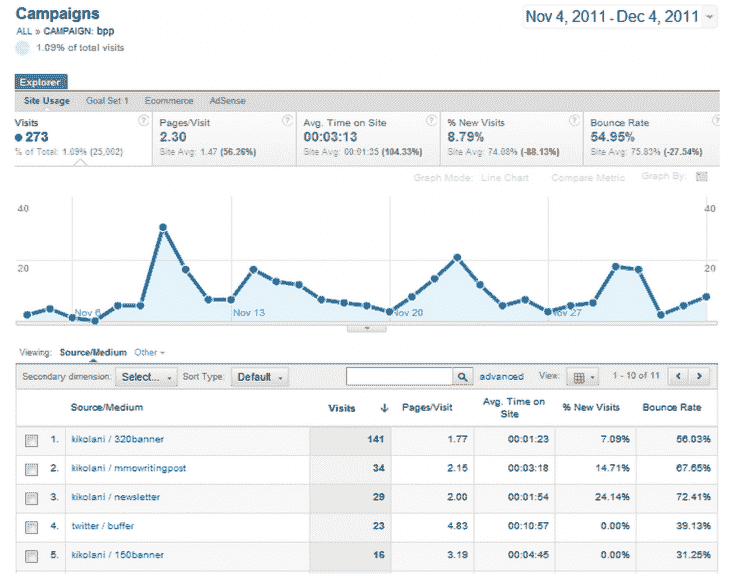 Campaigns
Nov 4, 2011 - Dec 4, 2011
ALL » CAMPAIGN: bpp
1.09% of total visits
Explorer
Site Usage Goal Set 1 Ecommerce AdSense
Visits Pages/Visit Avg. Time on Site % New Visits Bounce Rate
273 2.30 00:03:13 8.79% 54.95%
% of Total: 1.09% (25,002) Site Avg: 1.47 (56.26%) Site Avg: 00:01:35 (104.33%) Site Avg: 74.08% (-88.13%) Site Avg: 75.83% (-27.54%)
Graph Mode: Line Chart Compare Metric Graph By:
40 40
20 20
Nov 6 Nov 13 Nov 20 Nov 27
Viewing: Source/Medium Other
Secondary dimension: Select... Sort Type: Default advanced View: 1 - 10 of 11
Source/Medium Visits Pages/Visit Avg. Time on Site % New Visits Bounce Rate
1. kikolani / 320banner 141 1.77 00:01:23 7.09% 56.03%
2. kikolani / mmowritingpost 34 2.15 00:03:18 14.71% 67.65%
3. kikolani / newsletter 29 2.00 00:01:54 24.14% 72.41%
4. twitter / buffer 23 4.83 00:10:57 0.00% 39.13%
5. kikolani / 150banner 16 3.19 00:04:45 0.00% 31.25%